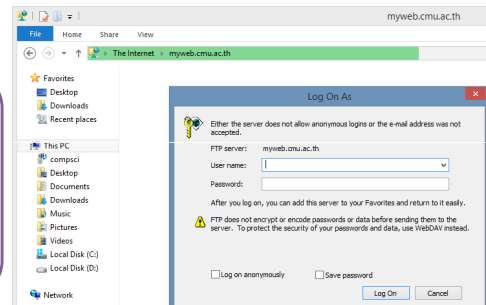 myweb.cmu.ac.th
File Home Share View
The Internet myweb.cmu.ac.th
Favorites
Desktop
Downloads
Recent places
This PC
compsci
Desktop
Documents
Downloads
Music
Pictures
Videos
Local Disk (C:)
Local Disk (D:)
Network
Log On As
Either the server does not allow anonymous logins or the e-mail address was not
accepted.
FTP server: myweb.cmu.ac.th
User name:
Password:
After you log on, you can add this server to your Favorites and return to it easily.
FTP does not encrypt or encode passwords or data before sending them to the
server. To protect the security of your passwords and data, use WebDAV instead.
Log on anonymously Save password
Log On Cancel